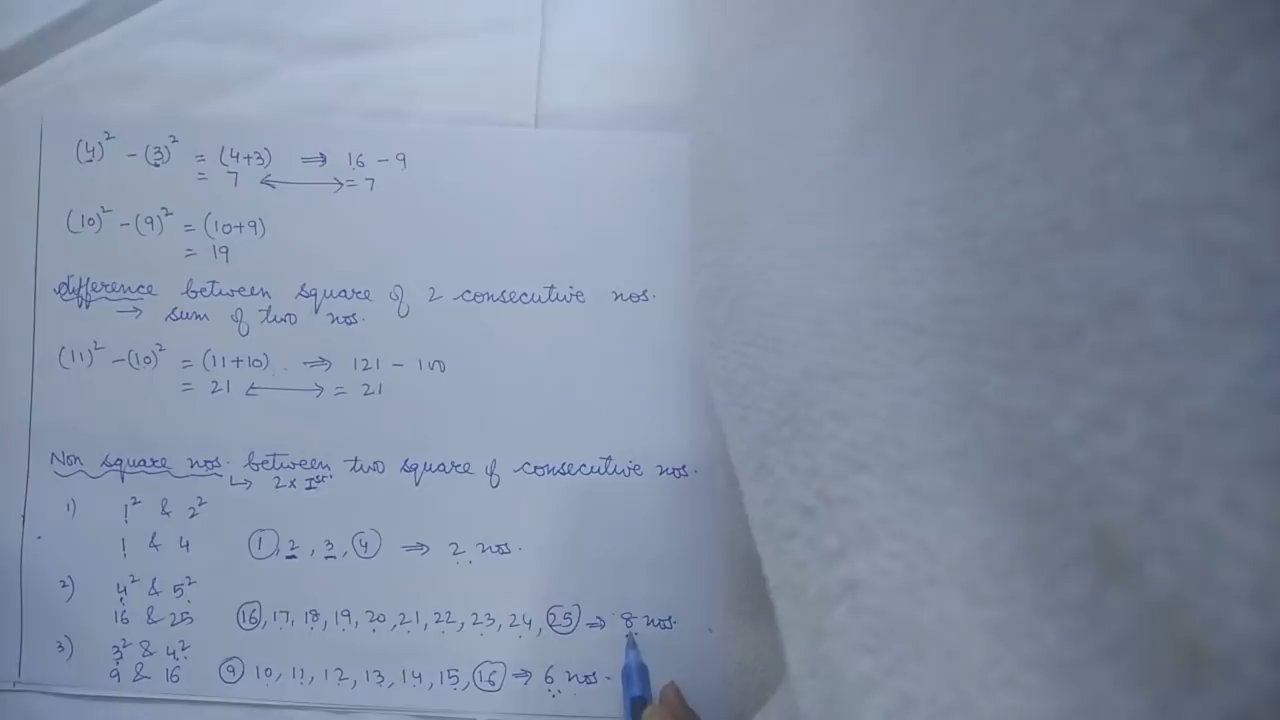 (4)² - (3)² = (4+3) ⇒ 16 - 9
= 7 ⟷ = 7
(10)² - (9)² = (10+9)
= 19
difference between square of 2 consecutive nos.
→ sum of two nos.
(11)² - (10)² = (11+10) ⇒ 121 - 100
= 21 ⟷ = 21
Non square nos. between two square of consecutive nos.
↳ 2 × Ist
1) 1² & 2²
1 & 4 1, 2, 3, 4 ⇒ 2 nos.
2) 4² & 5²
16 & 25 16, 17, 18, 19, 20, 21, 22, 23, 24, 25 ⇒ 8 nos.
3) 3² & 4²
9 & 16 9 10, 11, 12, 13, 14, 15, 16 ⇒ 6 nos.